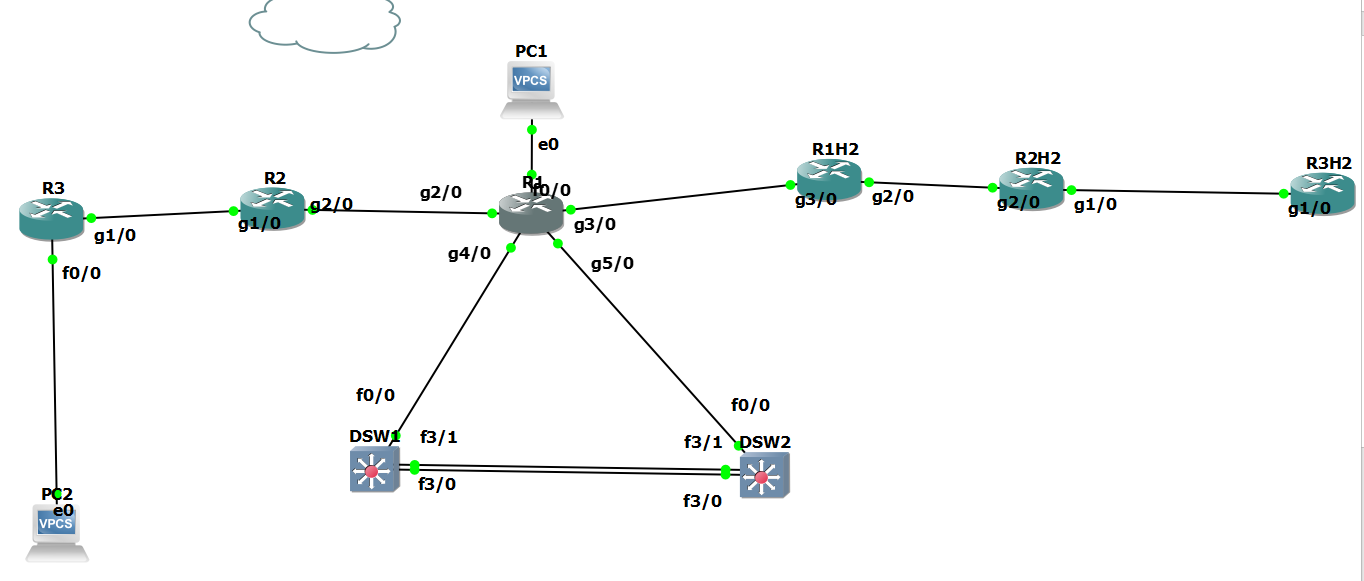 PC1
VPCS
e0
R1H2
R2H2
R3H2
R3
R2
R1
f0/0
g2/0
g2/0
g3/0
g2/0
g2/0
g1/0
g1/0
g1/0
g1/0
g3/0
g4/0
g5/0
f0/0
f0/0
f0/0
DSW1
f3/1
f3/1
DSW2
f3/0
f3/0
PC2
e0
VPCS